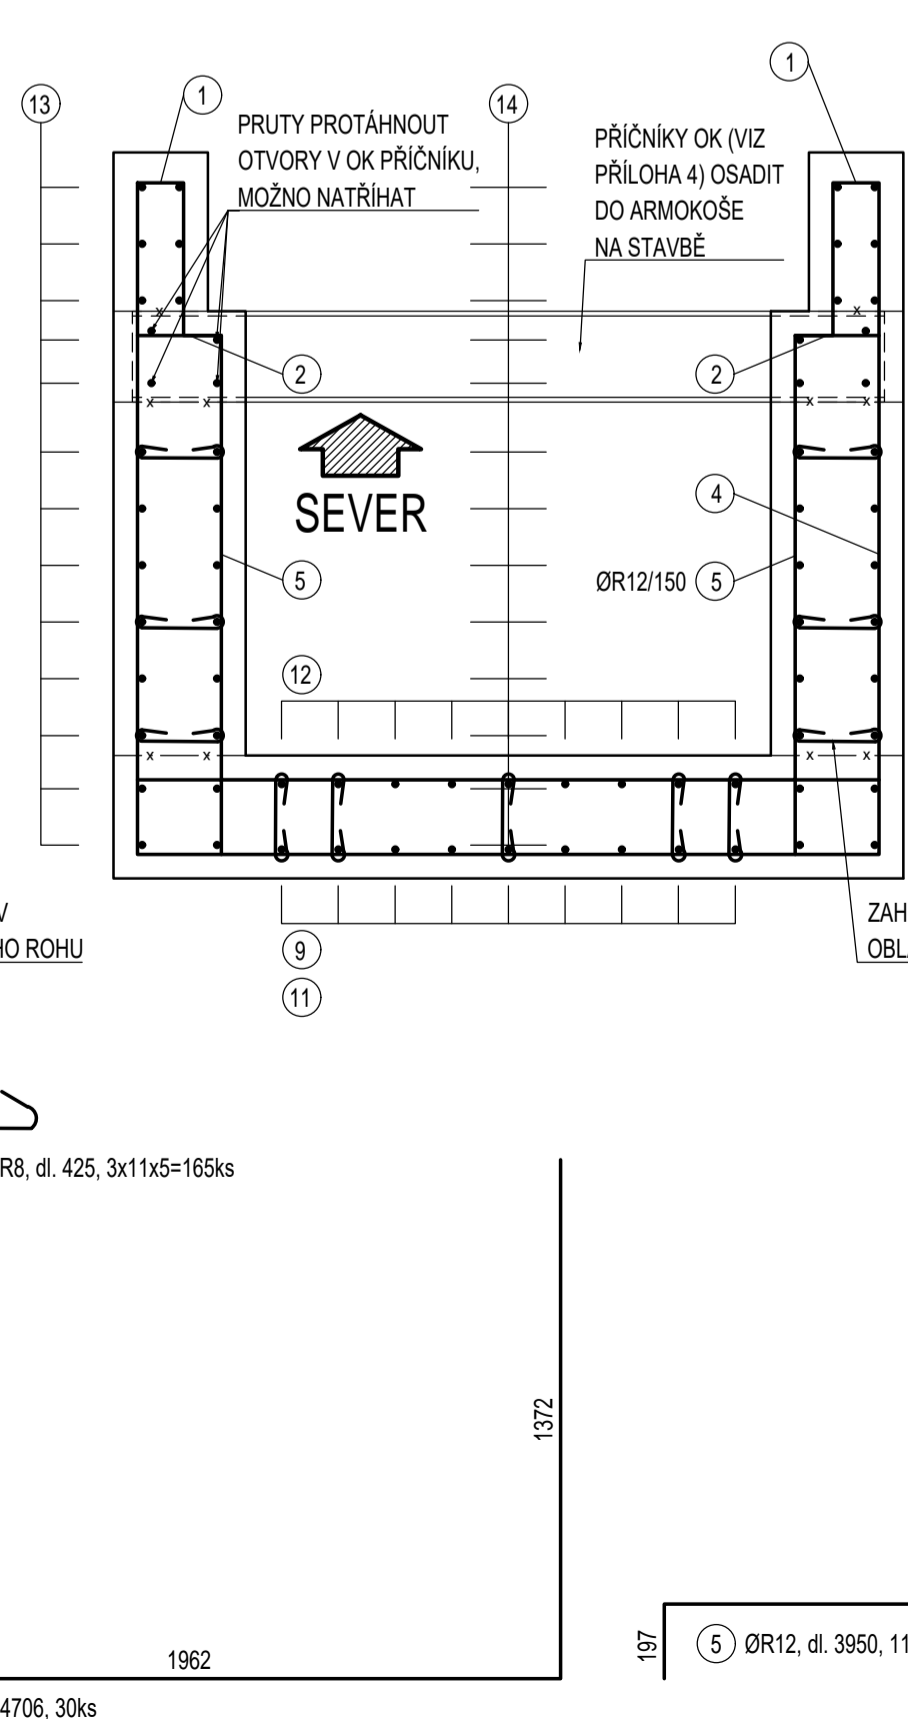 1
13
1
14
PRUTY PROTÁHNOUT
OTVORY V OK PŘÍČNÍKU,
MOŽNO NATŘÍHAT
PŘÍČNÍKY OK (VIZ
PŘÍLOHA 4) OSADIT
DO ARMOKOŠE
NA STAVBĚ
x
x
2
2
x x
x x
SEVER
4
5
ØR12/150 5
12
x x
x x
V
HO ROHU
ZAH
OBL
9
11
R8, dl. 425, 3x11x5=165ks
1372
1962
4706, 30ks
197
5 ØR12, dl. 3950, 11